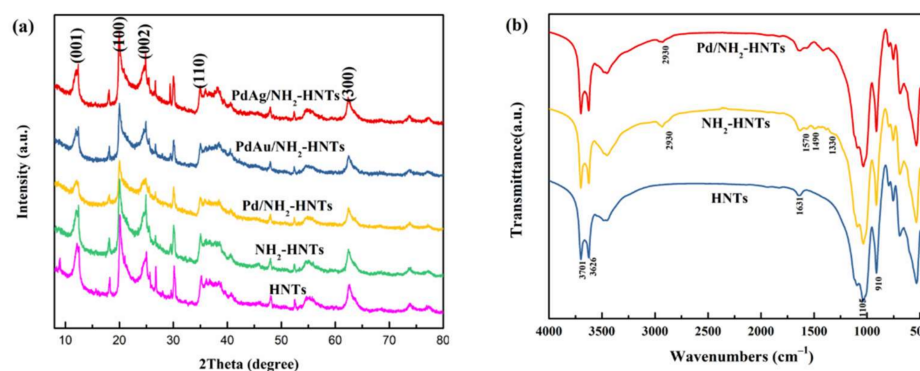 (a)
(001)
(100)
(002)
(110)
(300)
PdAg/NH2-HNTs
PdAu/NH2-HNTs
Pd/NH2-HNTs
NH2-HNTs
HNTs
Intensity (a.u.)
10 20 30 40 50 60 70 80
2Theta (degree)
(b)
2930
Pd/NH2-HNTs
NH2-HNTs
2930
1570
1490
1330
HNTs
1631
3701
3626
910
Transmittance(a.u.)
4000 3500 3000 2500 2000 1500 1000
Wavenumbers (cm–1)